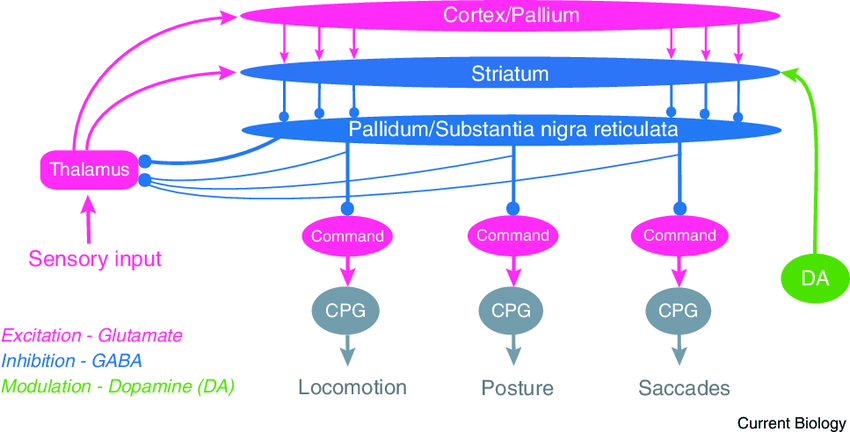 Cortex/Pallium
Striatum
Pallidum/Substantia nigra reticulata
Thalamus
Sensory input
Command
Command
Command
DA
CPG
CPG
CPG
Excitation - Glutamate
Inhibition - GABA
Modulation - Dopamine (DA)
Locomotion
Posture
Saccades
Current Biology